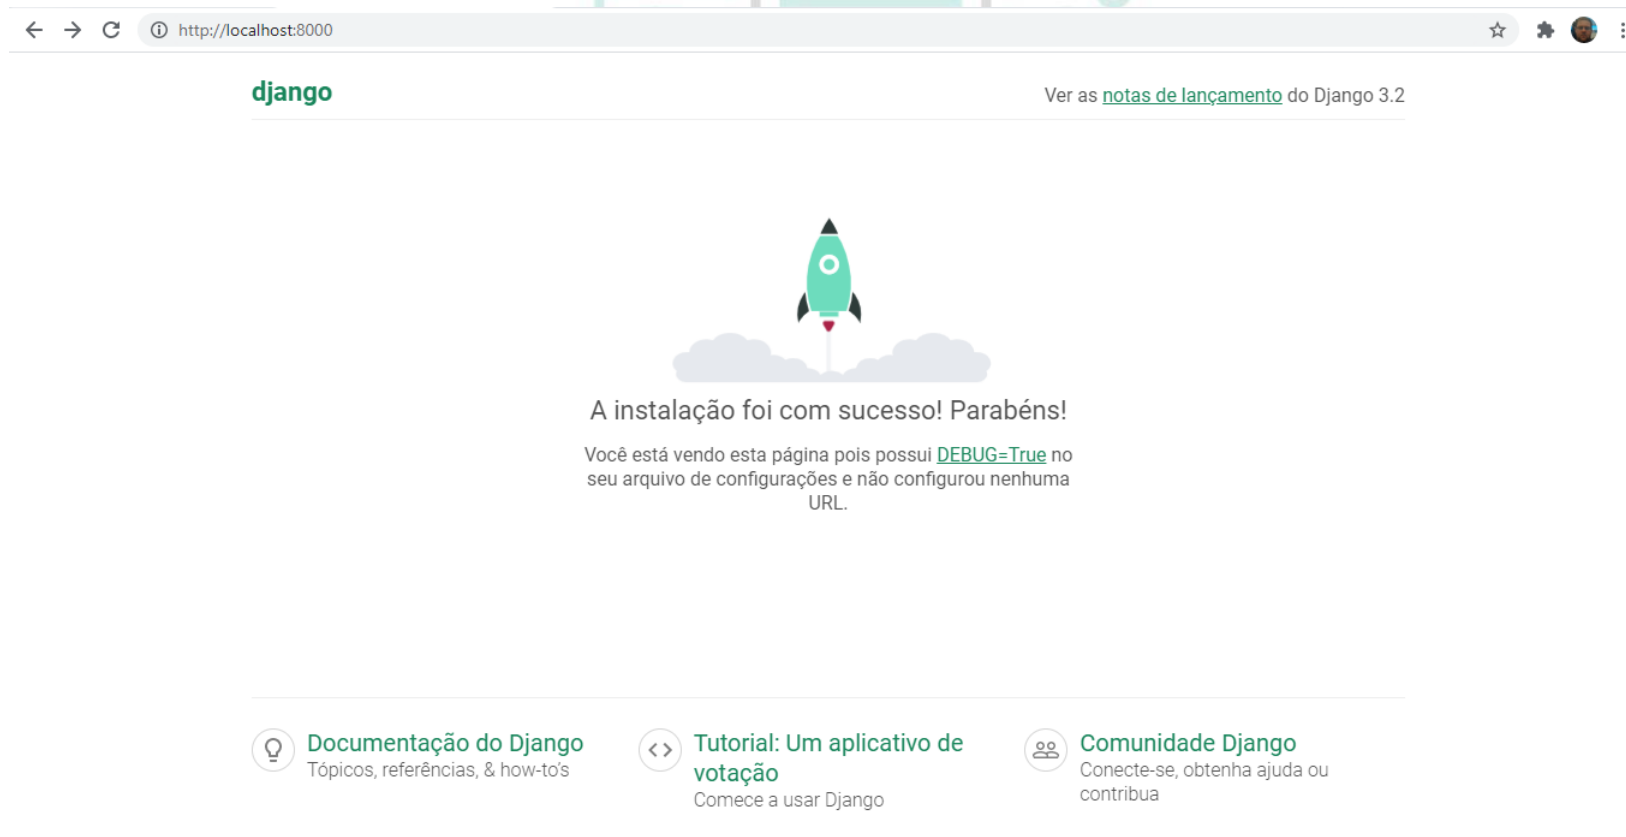 http://localhost:8000
django
Ver as notas de lançamento do Django 3.2
A instalação foi com sucesso! Parabéns!
Você está vendo esta página pois possui DEBUG=True no
seu arquivo de configurações e não configurou nenhuma
URL.
Documentação do Django
Tópicos, referências, & how-to's
Tutorial: Um aplicativo de
votação
Comece a usar Django
Comunidade Django
Conecte-se, obtenha ajuda ou
contribua